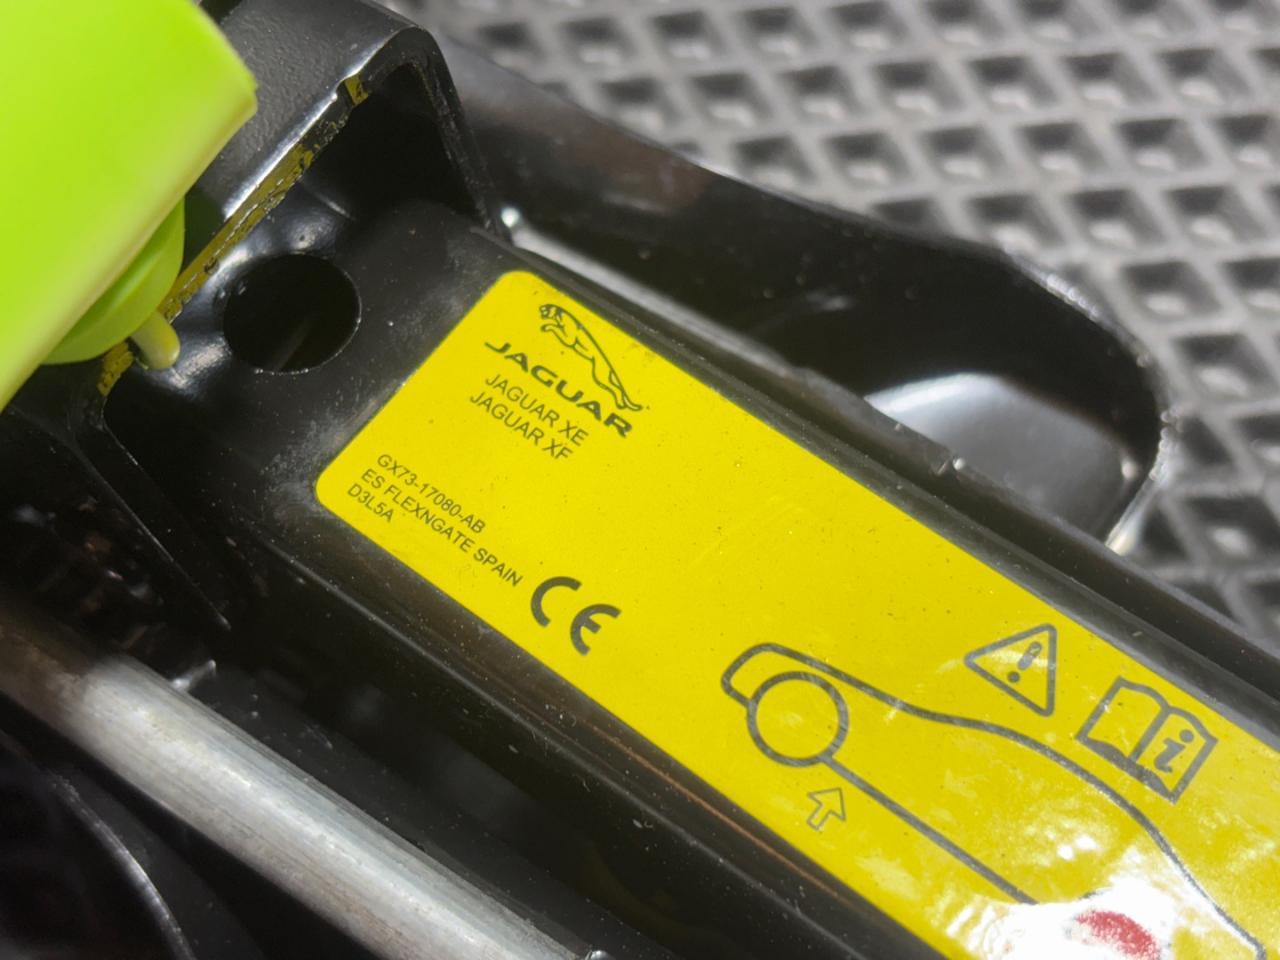 JAGUAR
JAGUAR XE
JAGUAR XF
GX73-17080-AB
ES FLEXNGATE SPAIN
D3L5A
CE